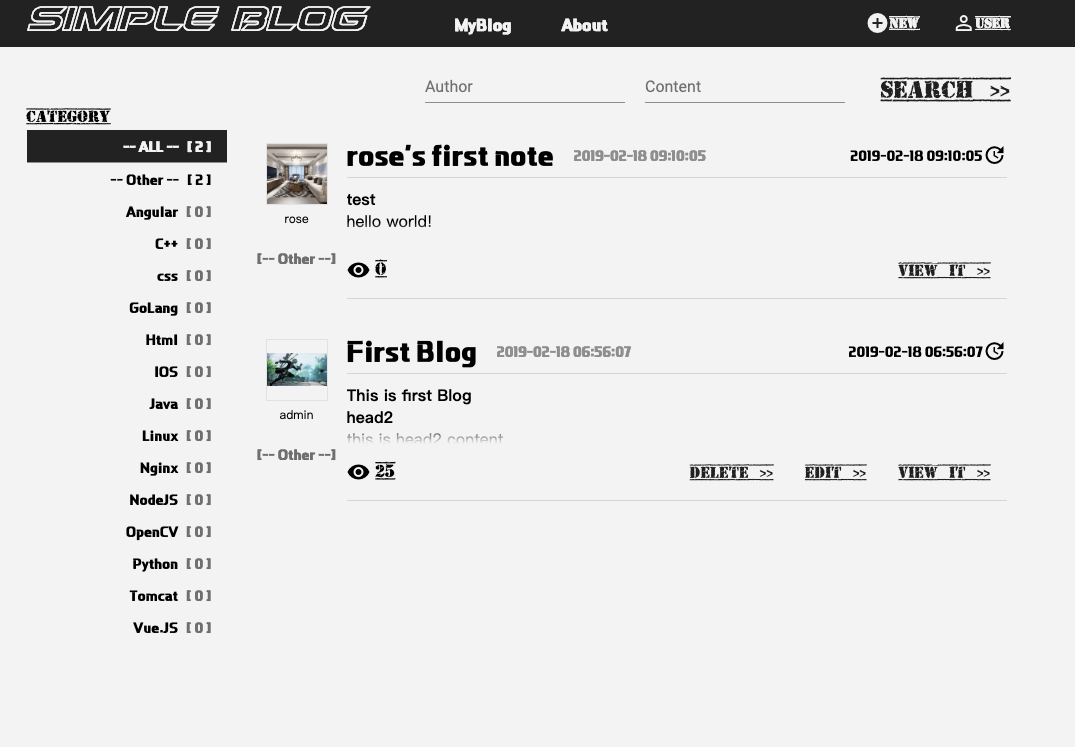 SIMPLE BLOG
MyBlog
About
NEW
USER
Author
Content
SEARCH >>
CATEGORY
-- ALL -- [ 2 ]
-- Other -- [ 2 ]
Angular [ 0 ]
C++ [ 0 ]
css [ 0 ]
GoLang [ 0 ]
Html [ 0 ]
IOS [ 0 ]
Java [ 0 ]
Linux [ 0 ]
Nginx [ 0 ]
NodeJS [ 0 ]
OpenCV [ 0 ]
Python [ 0 ]
Tomcat [ 0 ]
Vue.JS [ 0 ]
rose
[-- Other --]
rose's first note 2019-02-18 09:10:05
2019-02-18 09:10:05
test
hello world!
0
VIEW IT >>
admin
[-- Other --]
First Blog 2019-02-18 06:56:07
2019-02-18 06:56:07
This is first Blog
head2
this is head2 content
25
DELETE >>
EDIT >>
VIEW IT >>